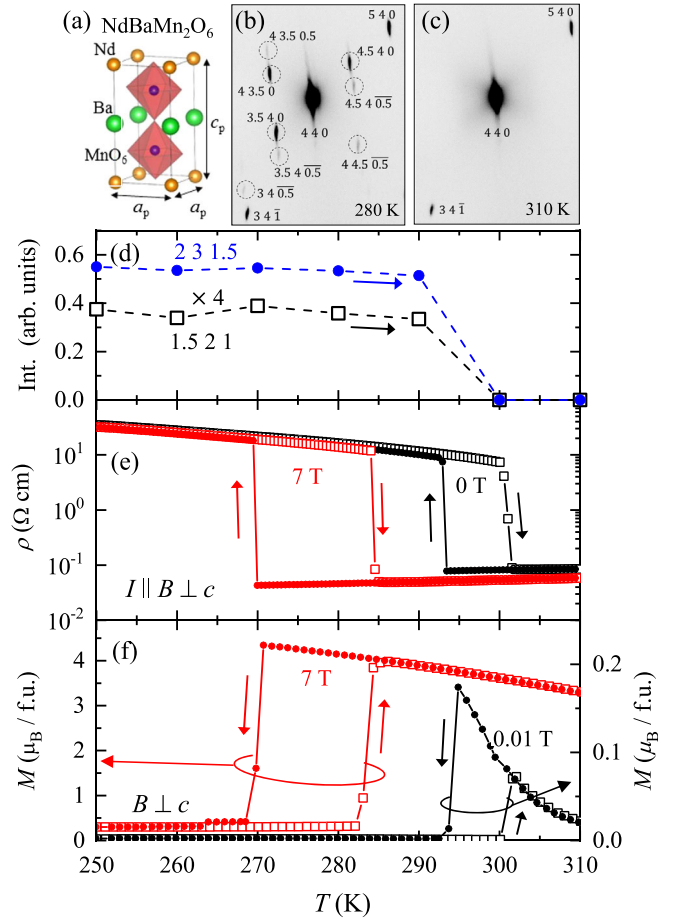 (a) NdBaMn₂O₆
Nd
Ba
MnO₆
cₚ
aₚ
aₚ
(b)
5 4 0
4 3.5 0.5
4.5 4 0
4 3.5 0
4.5 4 0̅.̅5̅
3.5 4 0
4 4 0
3.5 4 0̅.̅5̅
4 4.5 0̅.̅5̅
3 4 0̅.̅5̅
3 4 1̅
280 K
(c)
5 4 0
4 4 0
3 4 1̅
310 K
(d)
Int. (arb. units)
0.6
0.4
0.2
0.0
2 3 1.5
× 4
1.5 2 1
(e)
ρ (Ω cm)
10¹
10⁰
10⁻¹
10⁻²
7 T
0 T
I || B ⊥ c
(f)
M (μB / f.u.)
4
3
2
1
0
7 T
0.01 T
B ⊥ c
0.2
0.1
0.0
M (μB / f.u.)
250 260 270 280 290 300 310
T (K)